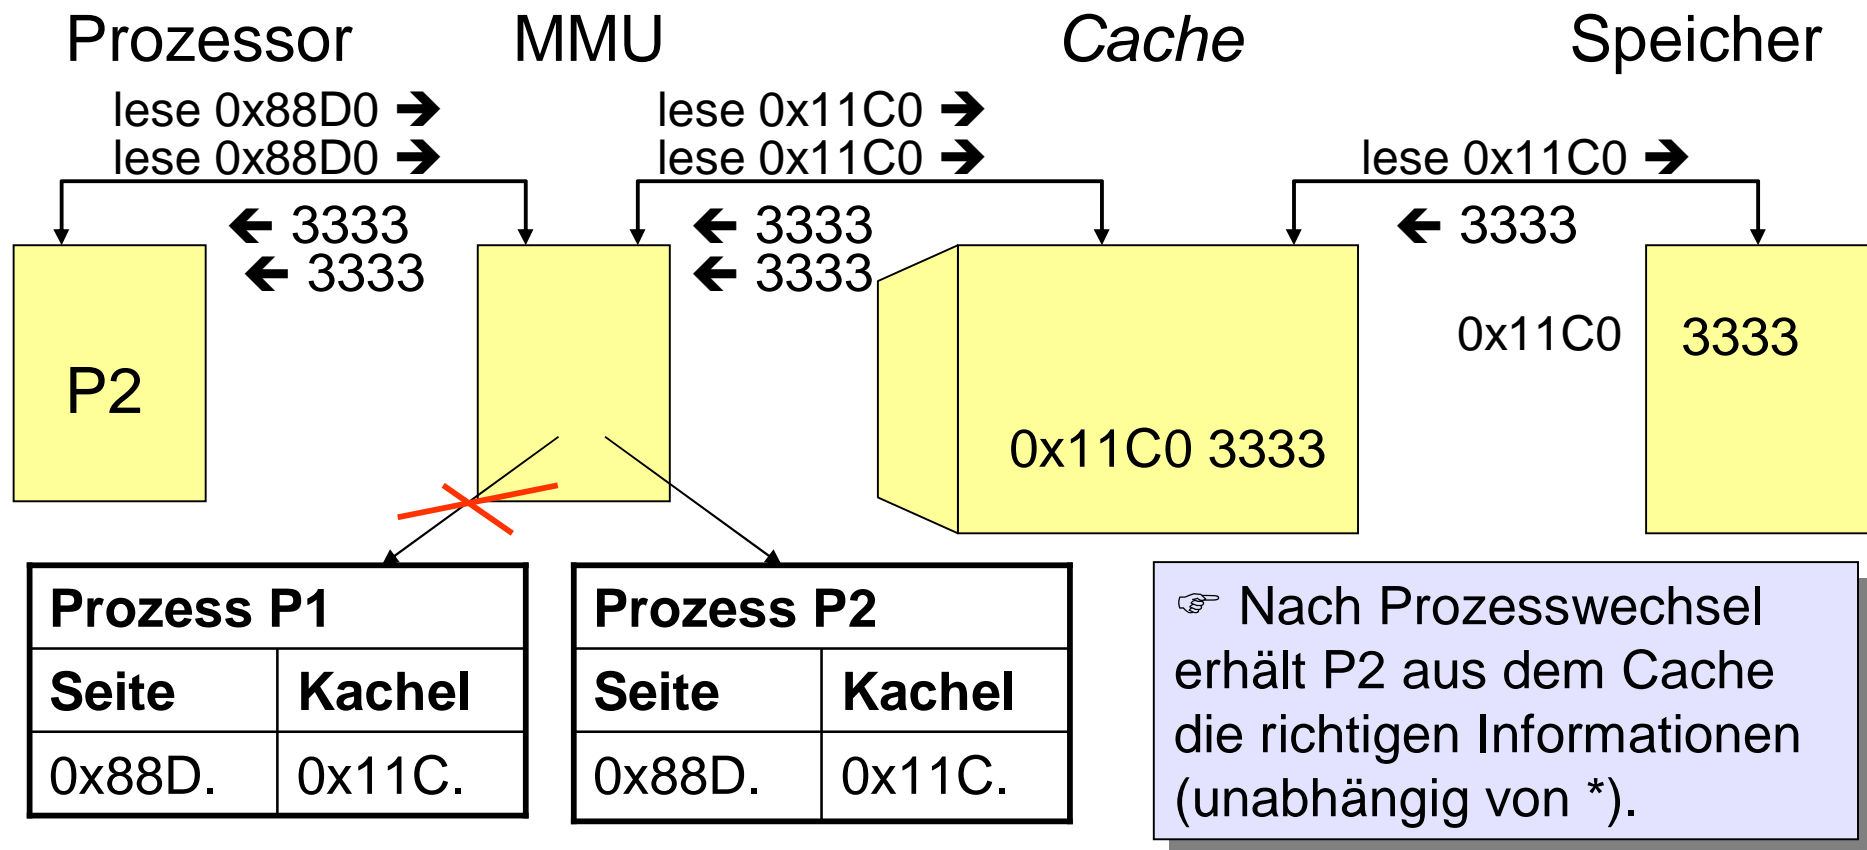 Prozessor MMU Cache Speicher
lese 0x88D0 ➔ lese 0x11C0 ➔
lese 0x88D0 ➔ lese 0x11C0 ➔ lese 0x11C0 ➔
🡸 3333 🡸 3333 🡸 3333
🡸 3333 🡸 3333
0x11C0 3333
P2
0x11C0 3333
Prozess P1
Seite Kachel
0x88D. 0x11C.
Prozess P2
Seite Kachel
0x88D. 0x11C.
☞ Nach Prozesswechsel
erhält P2 aus dem Cache
die richtigen Informationen
(unabhängig von *).